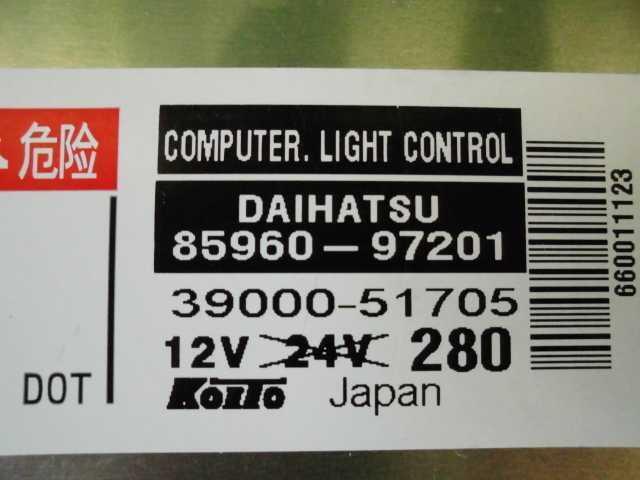 危险
DOT
COMPUTER. LIGHT CONTROL
DAIHATSU
85960-97201
39000-51705
12V 24V 280
KOITO Japan
660011123